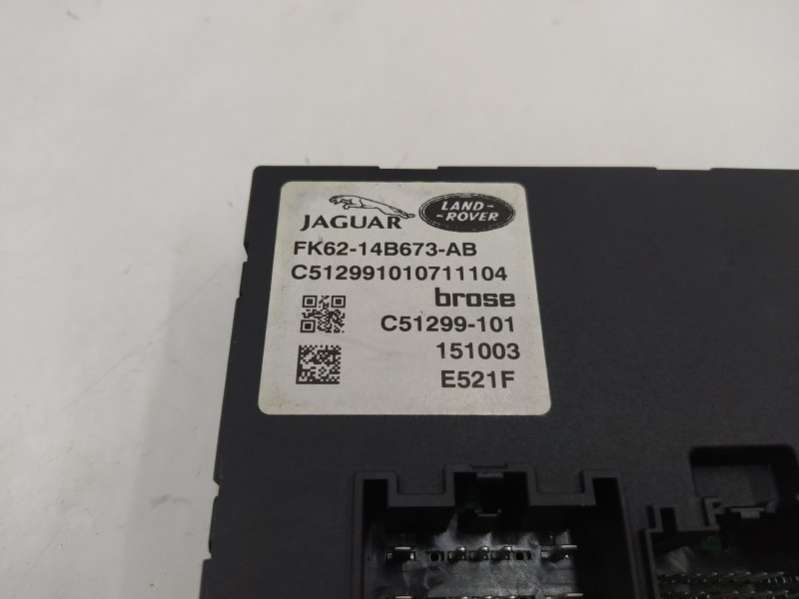 JAGUAR
LAND-
-ROVER
FK62-14B673-AB
C512991010711104
brose
C51299-101
151003
E521F